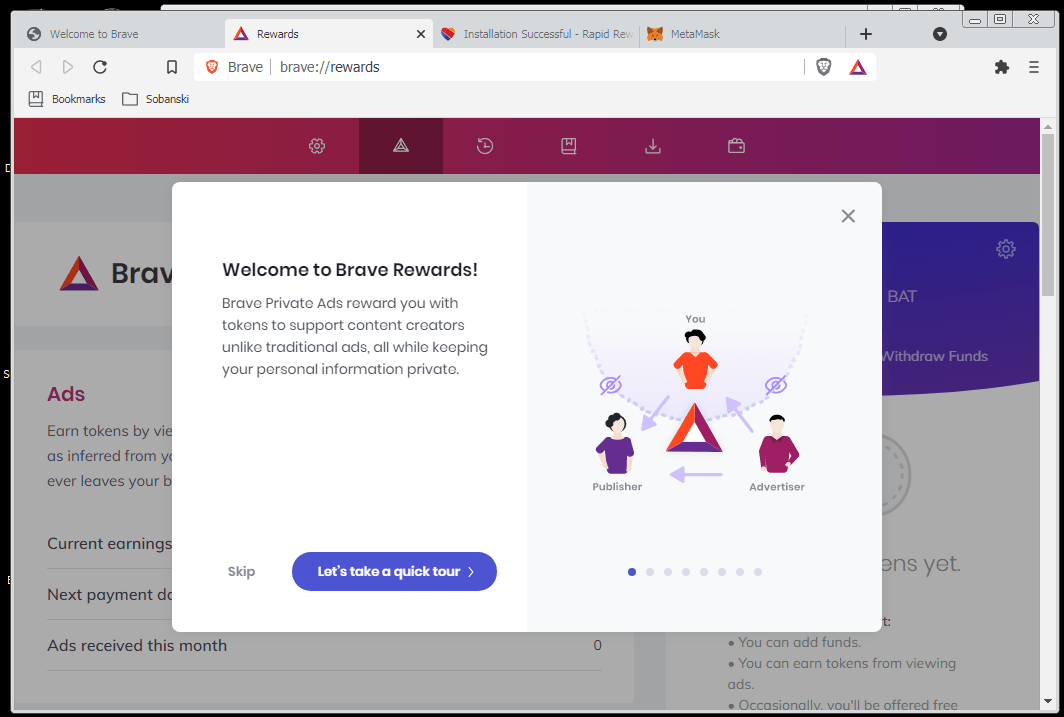 Welcome to Brave
Rewards
Installation Successful - Rapid Rew
MetaMask
Brave
brave://rewards
Bookmarks
Sobanski
Brav
BAT
Withdraw Funds
Welcome to Brave Rewards!
Brave Private Ads reward you with
tokens to support content creators
unlike traditional ads, all while keeping
your personal information private.
Skip
Let's take a quick tour
You
Publisher
Advertiser
Ads
Earn tokens by vie
as inferred from yo
ever leaves your b
Current earnings
Next payment da
Ads received this month
0
ens yet.
t:
• You can add funds.
• You can earn tokens from viewing
ads.
• Occasionally, you'll be offered free